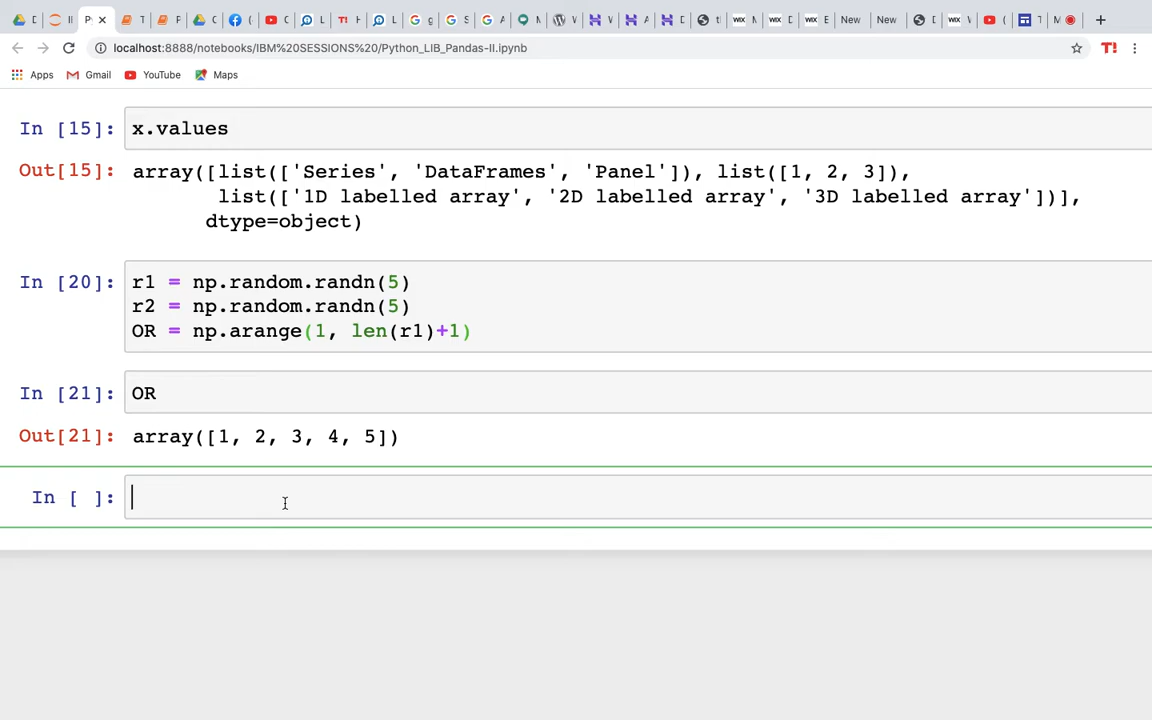 localhost:8888/notebooks/IBM%20SESSIONS%20/Python_LIB_Pandas-II.ipynb
Apps Gmail YouTube Maps
In [15]: x.values
Out[15]: array([list(['Series', 'DataFrames', 'Panel']), list([1, 2, 3]),
list(['1D labelled array', '2D labelled array', '3D labelled array'])],
dtype=object)
In [20]: r1 = np.random.randn(5)
r2 = np.random.randn(5)
OR = np.arange(1, len(r1)+1)
In [21]: OR
Out[21]: array([1, 2, 3, 4, 5])
In [ ]: